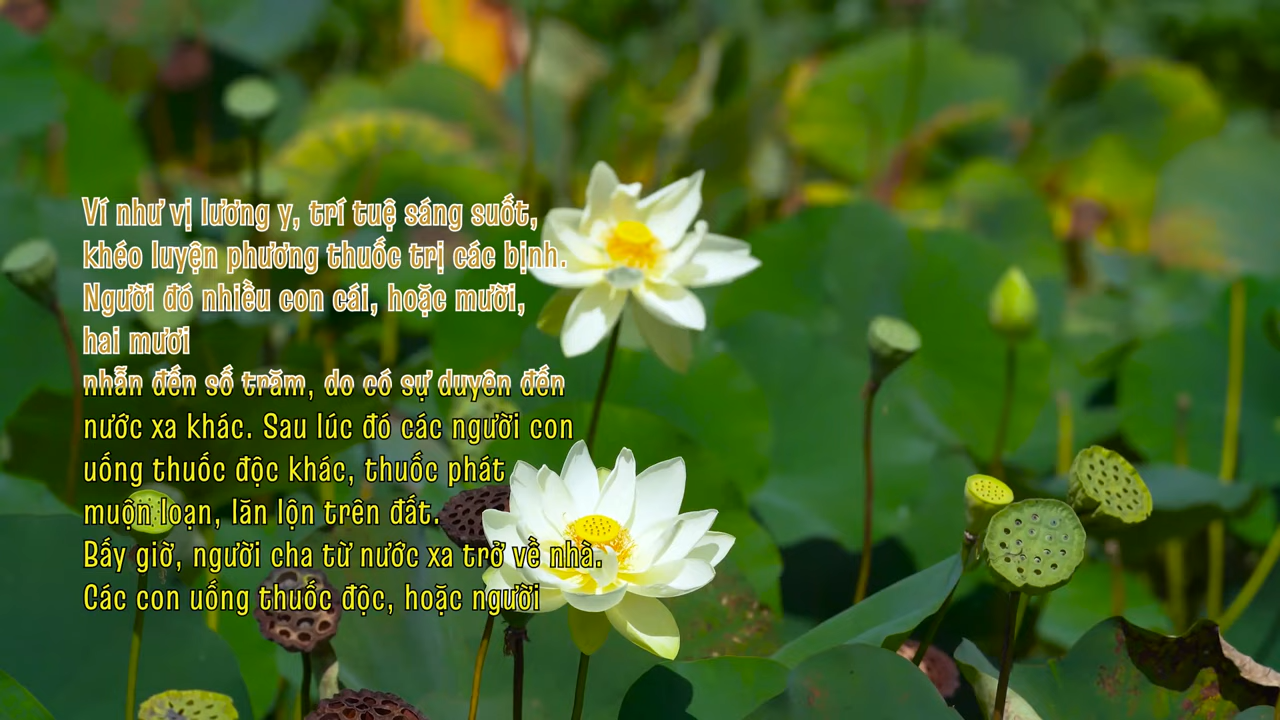 Ví như vị lương y, trí tuệ sáng suốt,
khéo luyện phương thuốc trị các bịnh.
Người đó nhiều con cái, hoặc mười,
hai mươi
nhẫn đến số trăm, do có sự duyên đến
nước xa khác. Sau lúc đó các người con
uống thuốc độc khác, thuốc phát
muộn loạn, lăn lộn trên đất.
Bấy giờ, người cha từ nước xa trở về nhà.
Các con uống thuốc độc, hoặc người